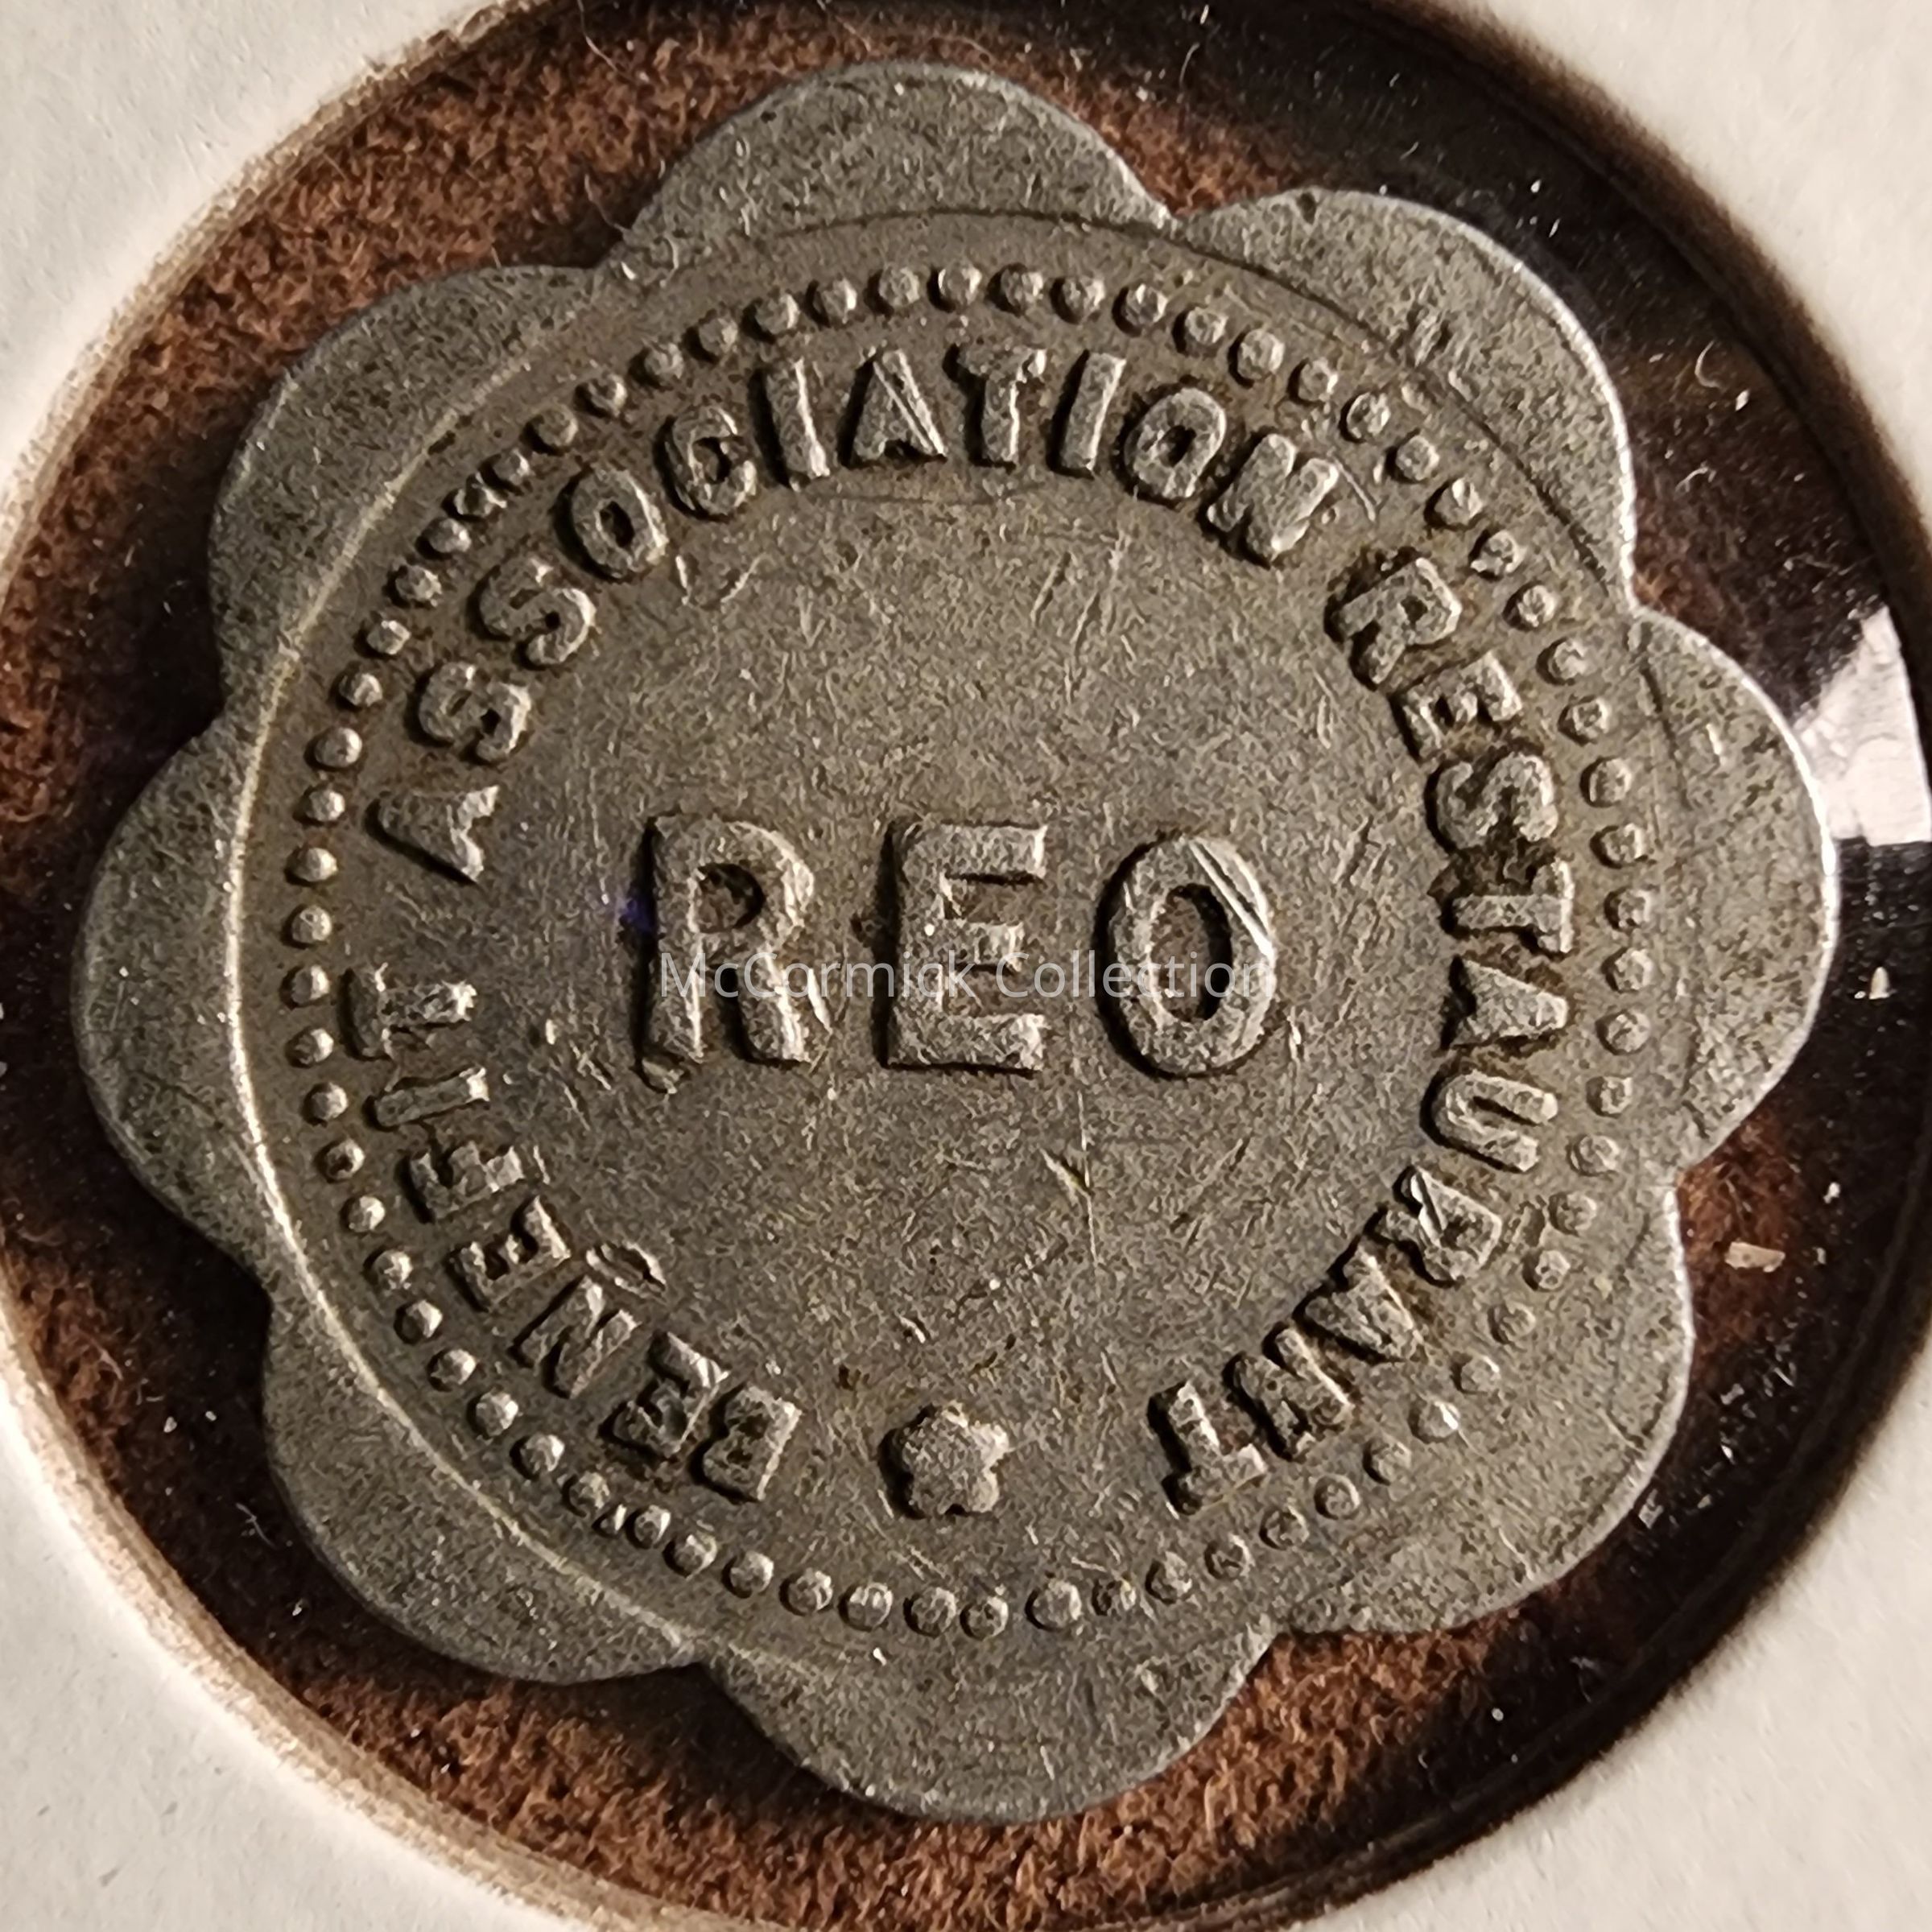 BENEFIT ASSOCIATION RESTAURANT
REO
McCormick Collection